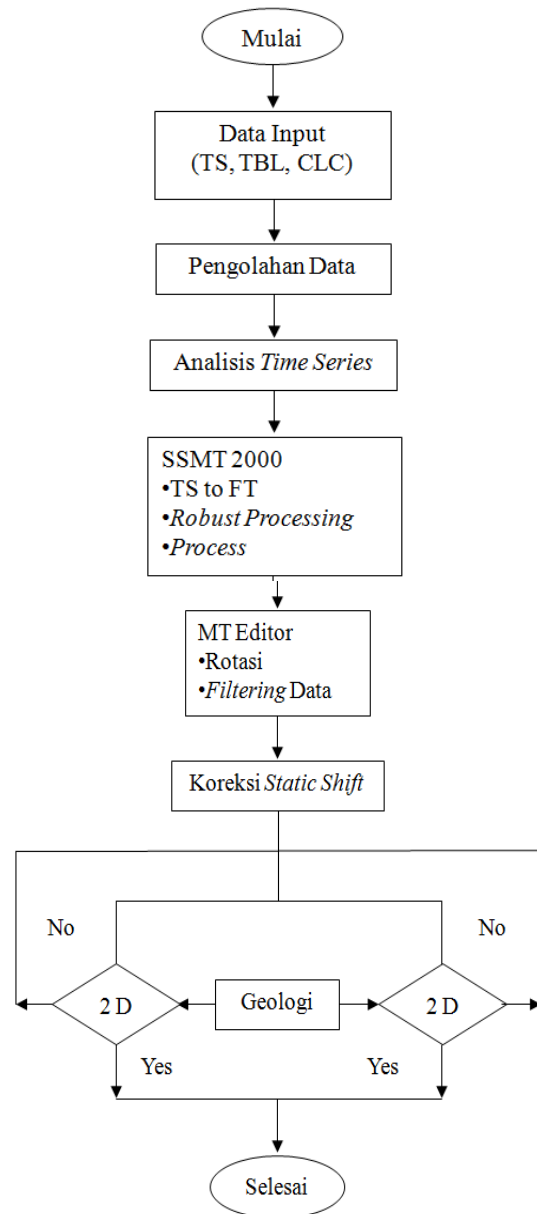 Mulai
Data Input
(TS, TBL, CLC)
Pengolahan Data
Analisis Time Series
SSMT 2000
•TS to FT
•Robust Processing
•Process
MT Editor
•Rotasi
•Filtering Data
Koreksi Static Shift
No
No
2 D
Geologi
2 D
Yes
Yes
Selesai